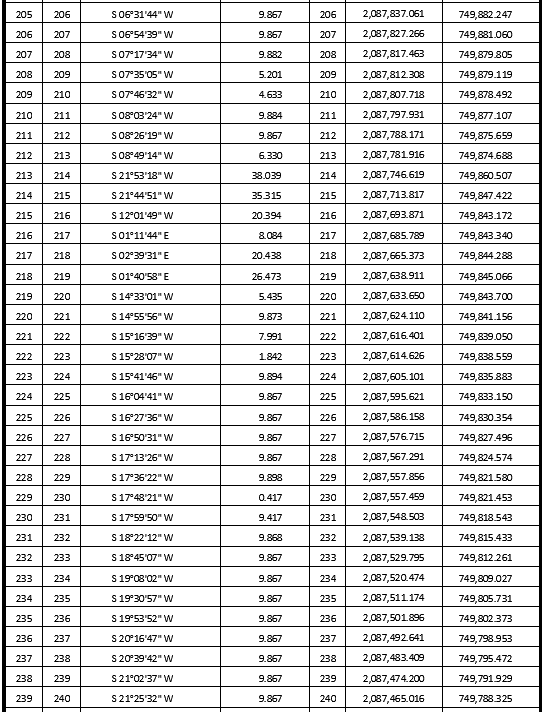 205 206 S 06°31'44" W 9.867 206 2,087,837.061 749,882.247
206 207 S 06°54'39" W 9.867 207 2,087,827.266 749,881.060
207 208 S 07°17'34" W 9.882 208 2,087,817.463 749,879.805
208 209 S 07°35'05" W 5.201 209 2,087,812.308 749,879.119
209 210 S 07°46'32" W 4.633 210 2,087,807.718 749,878.492
210 211 S 08°03'24" W 9.884 211 2,087,797.931 749,877.107
211 212 S 08°26'19" W 9.867 212 2,087,788.171 749,875.659
212 213 S 08°49'14" W 6.330 213 2,087,781.916 749,874.688
213 214 S 21°53'18" W 38.039 214 2,087,746.619 749,860.507
214 215 S 21°44'51" W 35.315 215 2,087,713.817 749,847.422
215 216 S 12°01'49" W 20.394 216 2,087,693.871 749,843.172
216 217 S 01°11'44" E 8.084 217 2,087,685.789 749,843.340
217 218 S 02°39'31" E 20.438 218 2,087,665.373 749,844.288
218 219 S 01°40'58" E 26.473 219 2,087,638.911 749,845.066
219 220 S 14°33'01" W 5.435 220 2,087,633.650 749,843.700
220 221 S 14°55'56" W 9.873 221 2,087,624.110 749,841.156
221 222 S 15°16'39" W 7.991 222 2,087,616.401 749,839.050
222 223 S 15°28'07" W 1.842 223 2,087,614.626 749,838.559
223 224 S 15°41'46" W 9.894 224 2,087,605.101 749,835.883
224 225 S 16°04'41" W 9.867 225 2,087,595.621 749,833.150
225 226 S 16°27'36" W 9.867 226 2,087,586.158 749,830.354
226 227 S 16°50'31" W 9.867 227 2,087,576.715 749,827.496
227 228 S 17°13'26" W 9.867 228 2,087,567.291 749,824.574
228 229 S 17°36'22" W 9.898 229 2,087,557.856 749,821.580
229 230 S 17°48'21" W 0.417 230 2,087,557.459 749,821.453
230 231 S 17°59'50" W 9.417 231 2,087,548.503 749,818.543
231 232 S 18°22'12" W 9.868 232 2,087,539.138 749,815.433
232 233 S 18°45'07" W 9.867 233 2,087,529.795 749,812.261
233 234 S 19°08'02" W 9.867 234 2,087,520.474 749,809.027
234 235 S 19°30'57" W 9.867 235 2,087,511.174 749,805.731
235 236 S 19°53'52" W 9.867 236 2,087,501.896 749,802.373
236 237 S 20°16'47" W 9.867 237 2,087,492.641 749,798.953
237 238 S 20°39'42" W 9.867 238 2,087,483.409 749,795.472
238 239 S 21°02'37" W 9.867 239 2,087,474.200 749,791.929
239 240 S 21°25'32" W 9.867 240 2,087,465.016 749,788.325